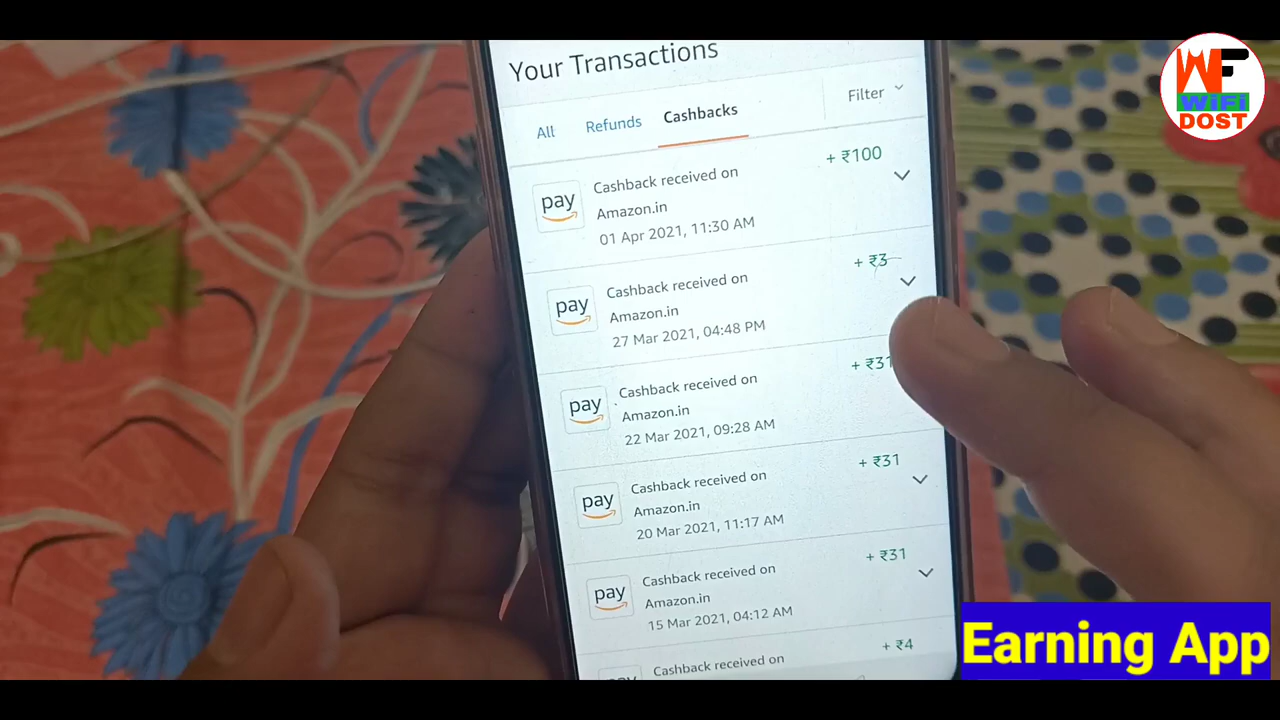 Your Transactions
All Refunds Cashbacks Filter
pay Cashback received on + ₹100
Amazon.in
01 Apr 2021, 11:30 AM
pay Cashback received on + ₹3
Amazon.in
27 Mar 2021, 04:48 PM
pay Cashback received on + ₹31
Amazon.in
22 Mar 2021, 09:28 AM
pay Cashback received on + ₹31
Amazon.in
20 Mar 2021, 11:17 AM
pay Cashback received on + ₹31
Amazon.in
15 Mar 2021, 04:12 AM
Cashback received on + ₹4
WF
WiFi
DOST
Earning App